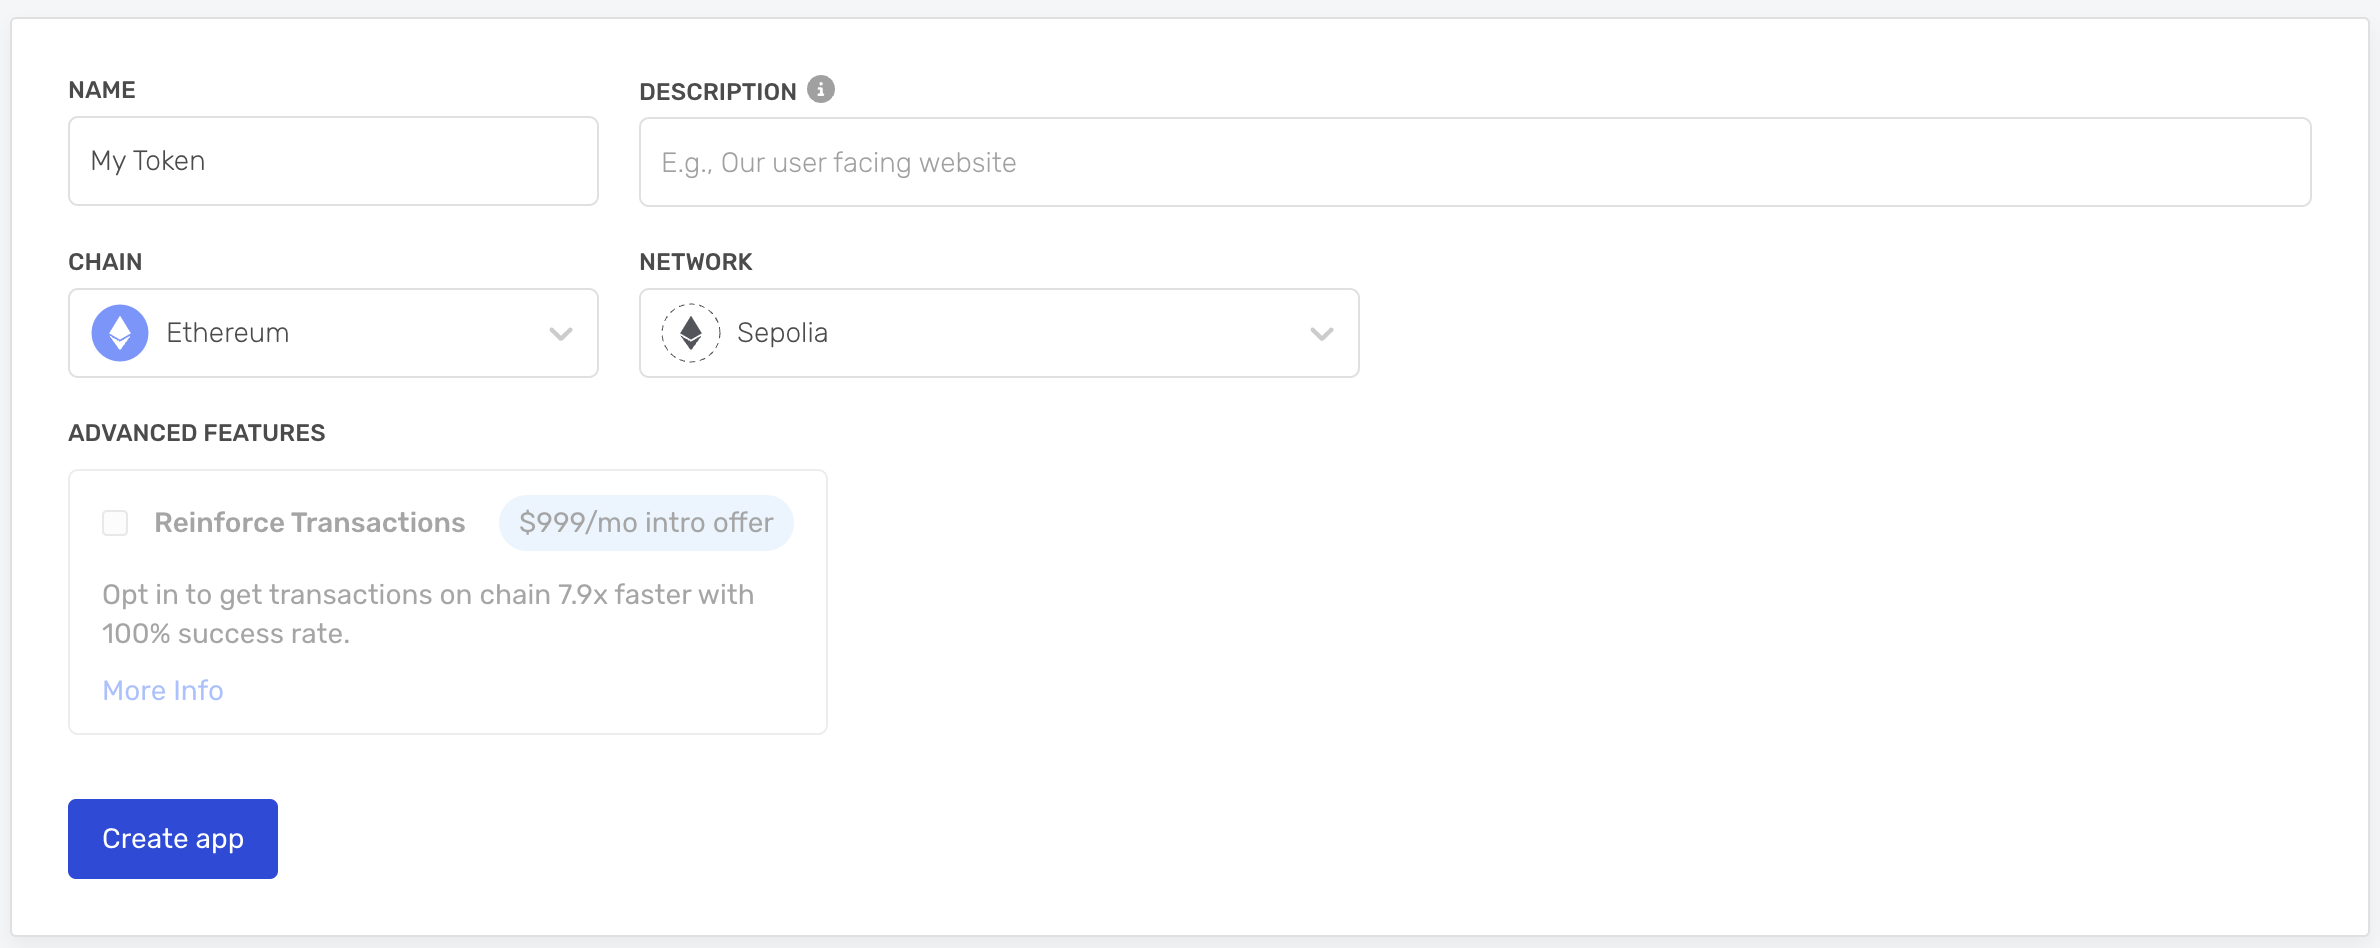 NAME
My Token
DESCRIPTION
E.g., Our user facing website
CHAIN
Ethereum
NETWORK
Sepolia
ADVANCED FEATURES
Reinforce Transactions
$999/mo intro offer
Opt in to get transactions on chain 7.9x faster with
100% success rate.
More Info
Create app